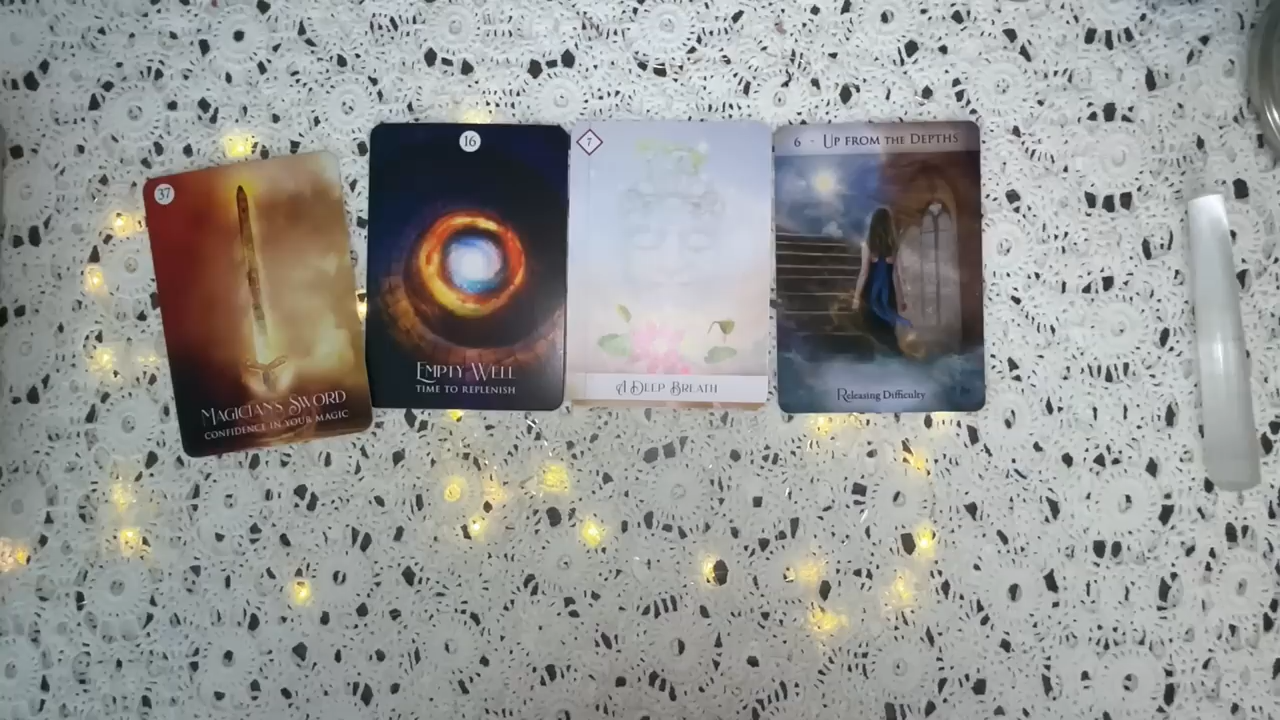 37
MAGICIAN'S SWORD
CONFIDENCE IN YOUR MAGIC
16
EMPTY WELL
TIME TO REPLENISH
7
A DEEP BREATH
6 - UP FROM THE DEPTHS
Releasing Difficulty